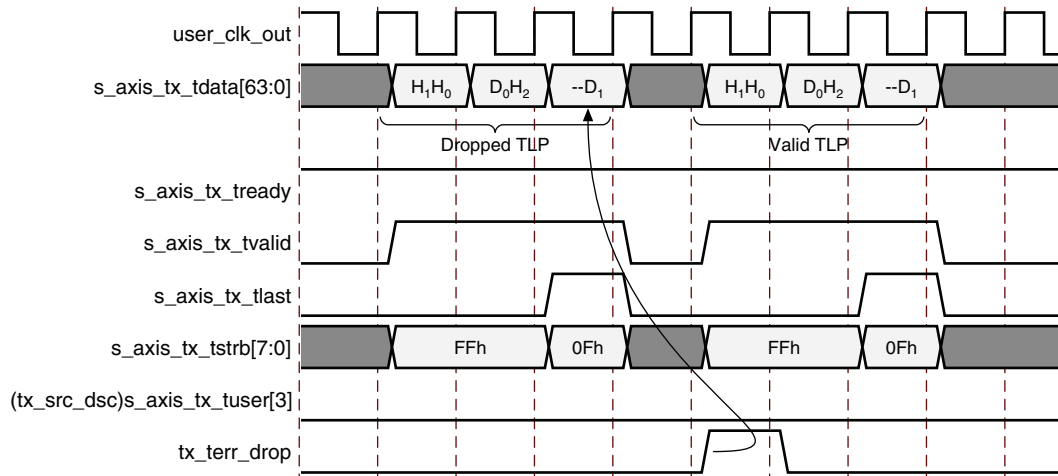 user_clk_out
s_axis_tx_tdata[63:0] H₁H₀ D₀H₂ --D₁ H₁H₀ D₀H₂ --D₁
Dropped TLP Valid TLP
s_axis_tx_tready
s_axis_tx_tvalid
s_axis_tx_tlast
s_axis_tx_tstrb[7:0] FFh 0Fh FFh 0Fh
(tx_src_dsc)s_axis_tx_tuser[3]
tx_terr_drop